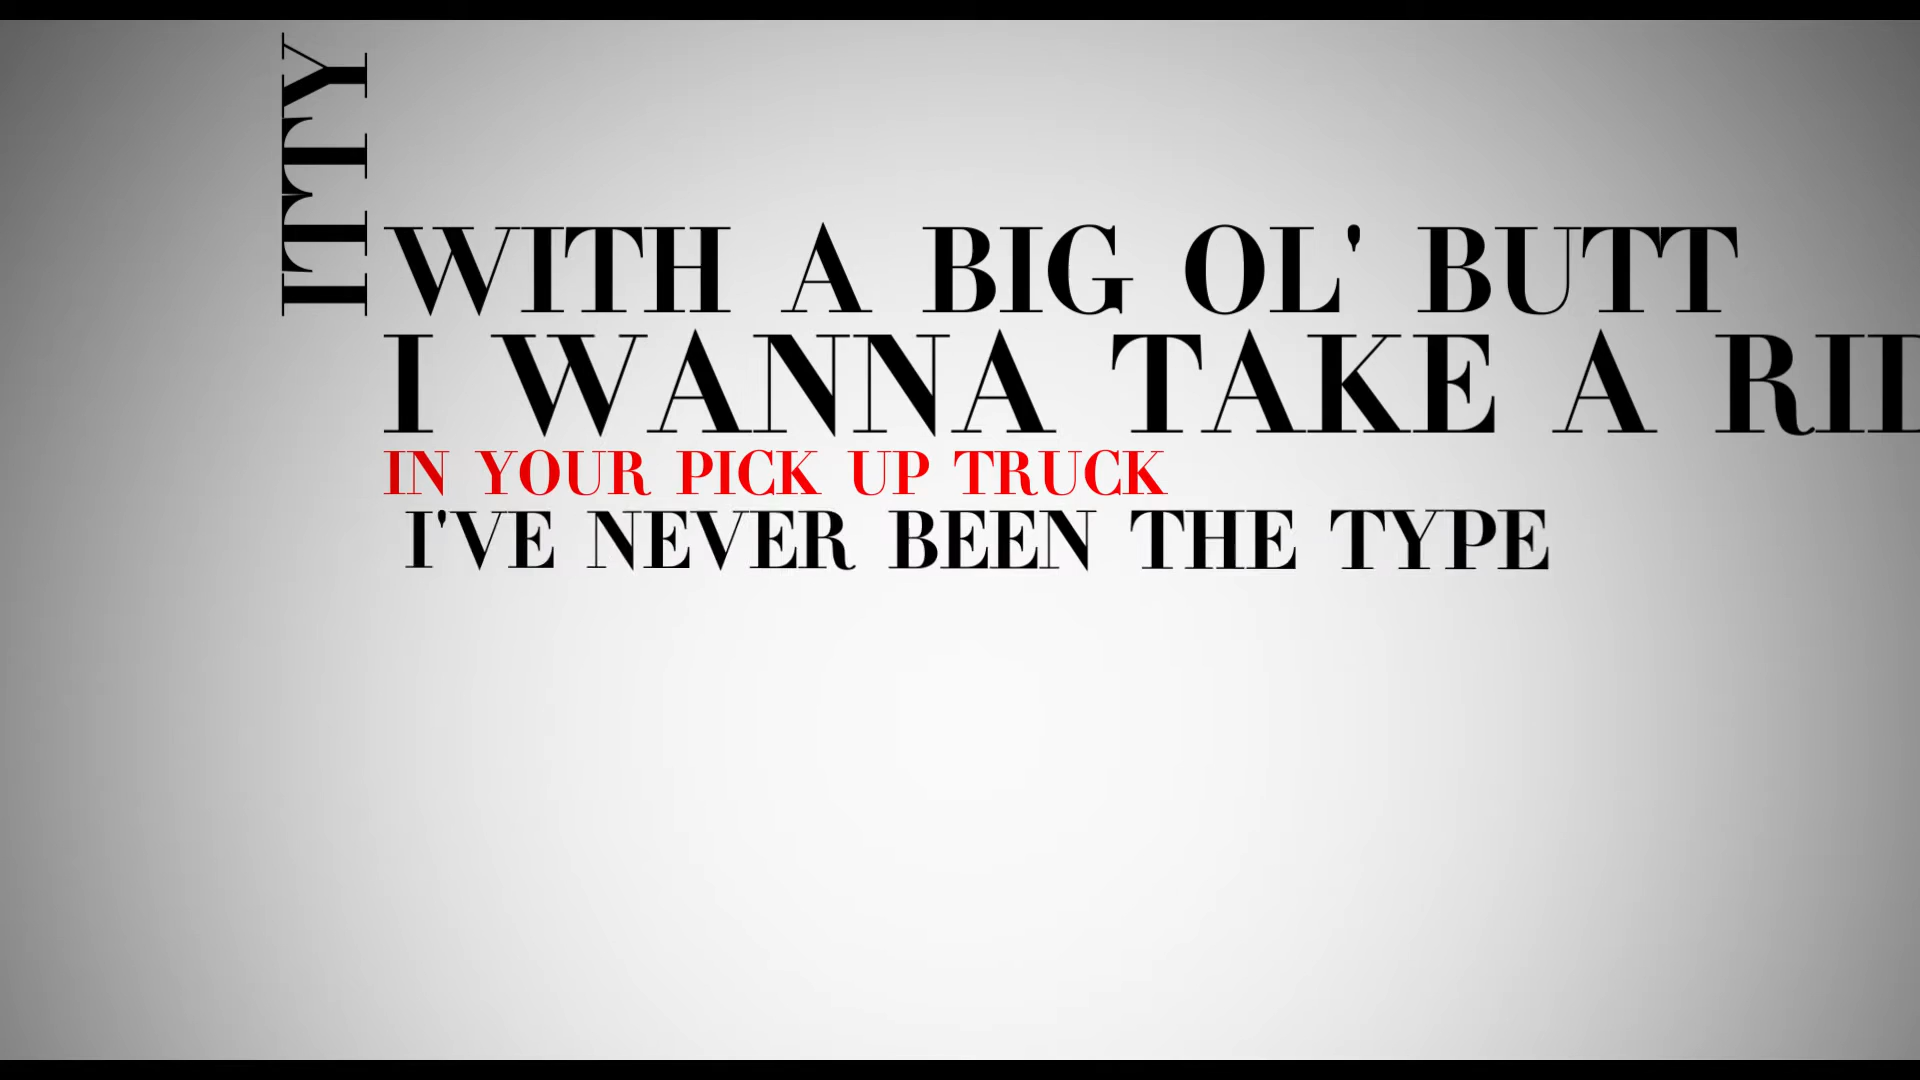 ITTY
WITH A BIG OL' BUTT
I WANNA TAKE A RID
IN YOUR PICK UP TRUCK
I'VE NEVER BEEN THE TYPE